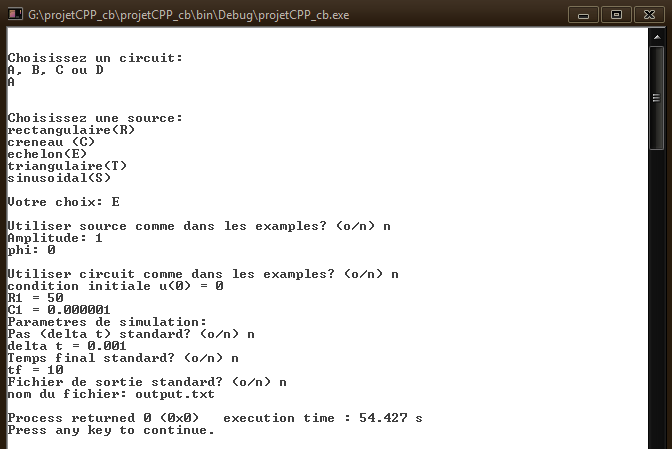 G:\projetCPP_cb\projetCPP_cb\bin\Debug\projetCPP_cb.exe
Choisissez un circuit:
A, B, C ou D
A
Choisissez une source:
rectangulaire(R)
creneau (C)
echelon(E)
triangulaire(T)
sinusoidal(S)
Votre choix: E
Utiliser source comme dans les examples? (o/n) n
Amplitude: 1
phi: 0
Utiliser circuit comme dans les examples? (o/n) n
condition initiale u(0) = 0
R1 = 50
C1 = 0.000001
Parametres de simulation:
Pas (delta t) standard? (o/n) n
delta t = 0.001
Temps final standard? (o/n) n
tf = 10
Fichier de sortie standard? (o/n) n
nom du fichier: output.txt
Process returned 0 (0x0)   execution time : 54.427 s
Press any key to continue.